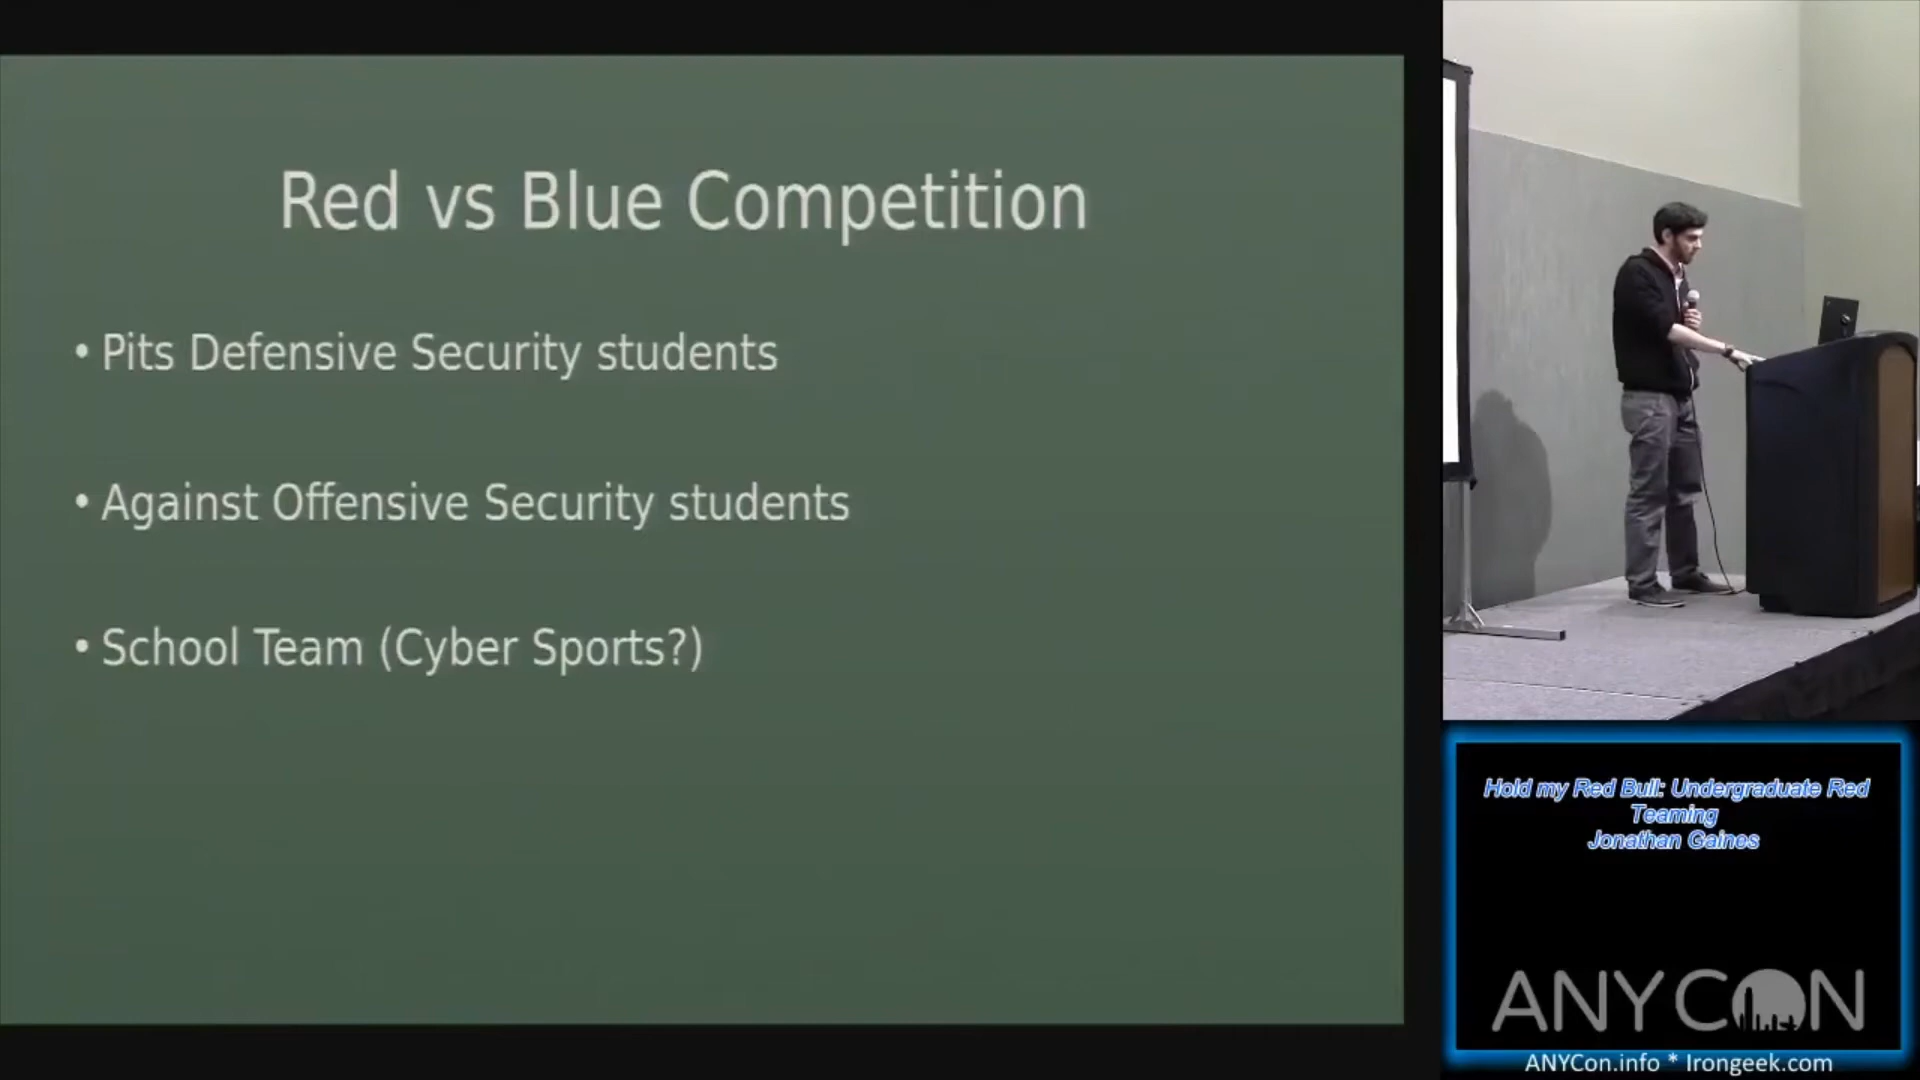 Red vs Blue Competition
• Pits Defensive Security students
• Against Offensive Security students
• School Team (Cyber Sports?)
Hold my Red Bull: Undergraduate Red
Teaming
Jonathan Gaines
ANYCON
ANYCon.info * Irongeek.com